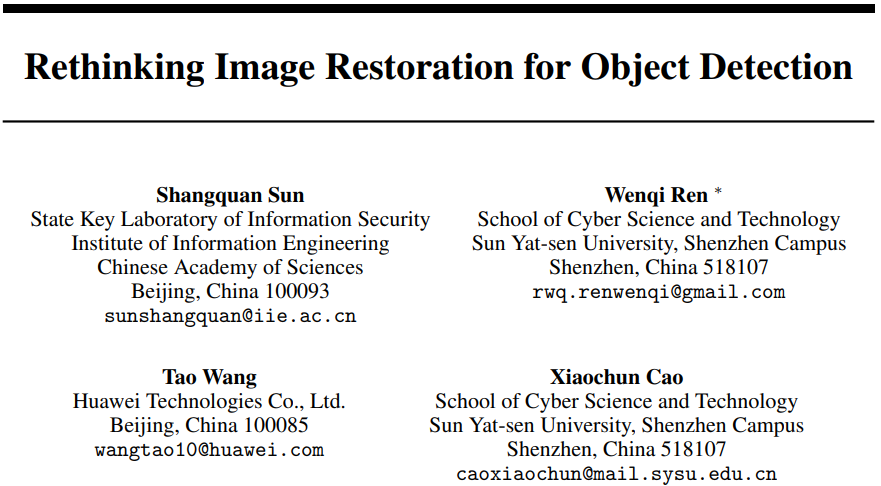 Rethinking Image Restoration for Object Detection
Shangquan Sun
State Key Laboratory of Information Security
Institute of Information Engineering
Chinese Academy of Sciences
Beijing, China 100093
sunshangquan@iie.ac.cn
Wenqi Ren *
School of Cyber Science and Technology
Sun Yat-sen University, Shenzhen Campus
Shenzhen, China 518107
rwq.renwenqi@gmail.com
Tao Wang
Huawei Technologies Co., Ltd.
Beijing, China 100085
wangtao10@huawei.com
Xiaochun Cao
School of Cyber Science and Technology
Sun Yat-sen University, Shenzhen Campus
Shenzhen, China 518107
caoxiaochun@mail.sysu.edu.cn